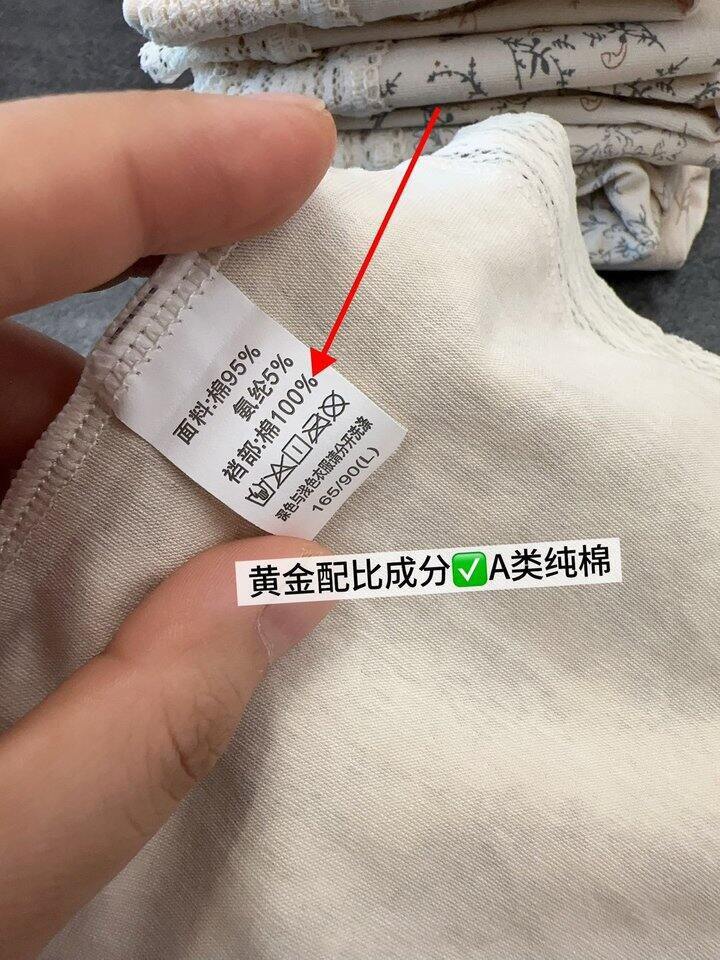 面料:棉95%
氨纶5%
裆部:棉100%
深色与浅色衣服请分开洗涤
165/90(L)
黄金配比成分✅A类纯棉